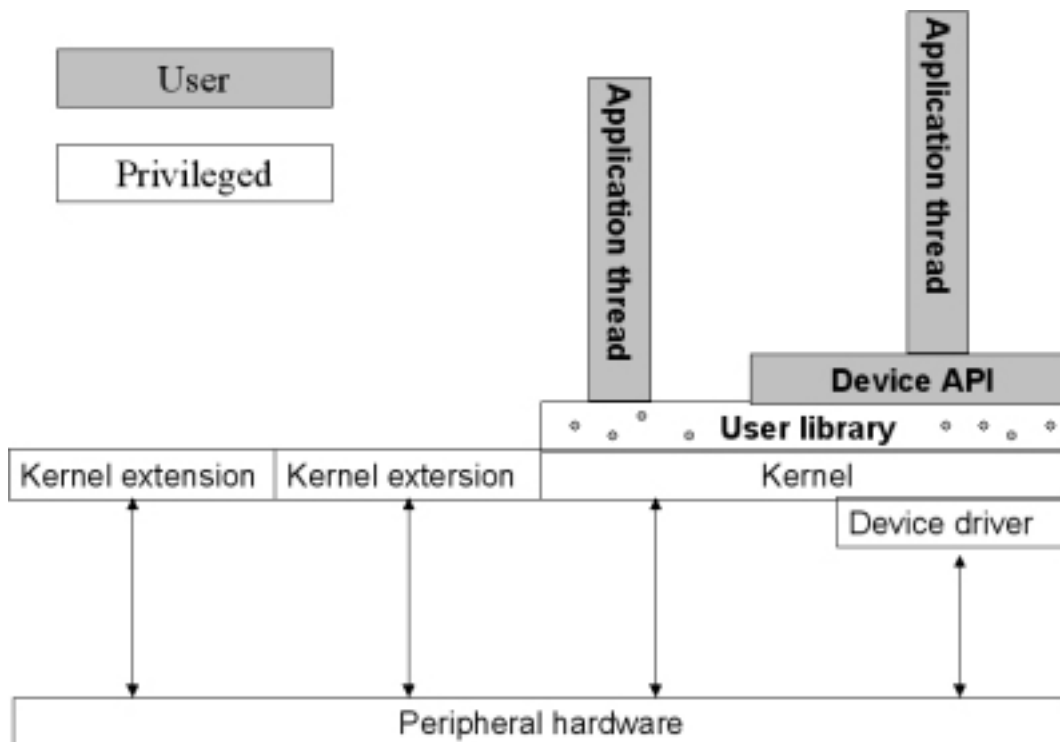 User
Privileged
Application thread
Application thread
Device API
User library
Kernel extension
Kernel extersion
Kernel
Device driver
Peripheral hardware